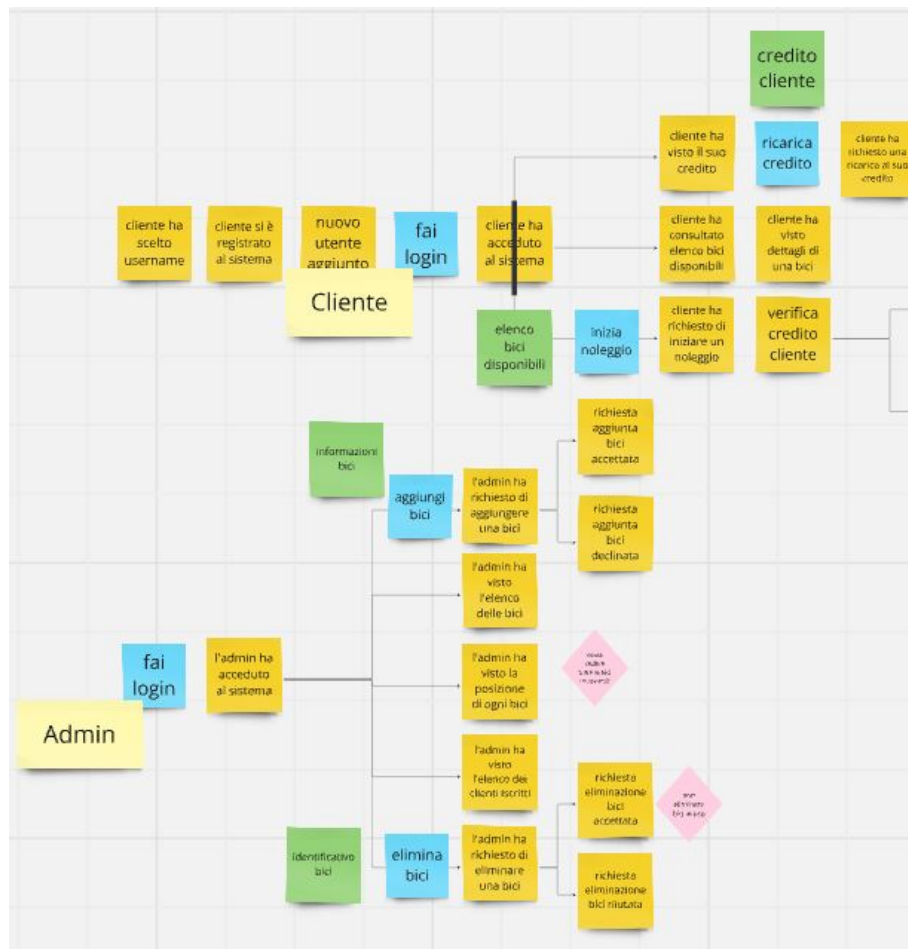 credito
cliente
cliente ha
visto il suo
credito
ricarica
credito
cliente ha
richiesto una
ricarica al suo
credito
cliente ha
scelto
username
cliente si è
registrato
al sistema
nuovo
utente
aggiunto
fai
login
cliente ha
acceduto
al sistema
cliente ha
consultato
elenco bici
disponibili
cliente ha
visto
dettagli di
una bici
Cliente
elenco
bici
disponibili
inizia
noleggio
cliente ha
richiesto di
iniziare un
noleggio
verifica
credito
cliente
informazioni
bici
aggiungi
bici
l'admin ha
richiesto di
aggiungere
una bici
richiesta
aggiunta
bici
accettata
richiesta
aggiunta
bici
declinata
l'admin ha
visto
l'elenco
delle bici
fai
login
l'admin ha
acceduto
al sistema
l'admin ha
visto la
posizione
di ogni bici
Admin
l'admin ha
visto
l'elenco dei
clienti iscritti
identificativo
bici
elimina
bici
l'admin ha
richiesto di
eliminare
una bici
richiesta
eliminazione
bici
accettata
eliminare
richiesta
eliminazione
bici rifiutata